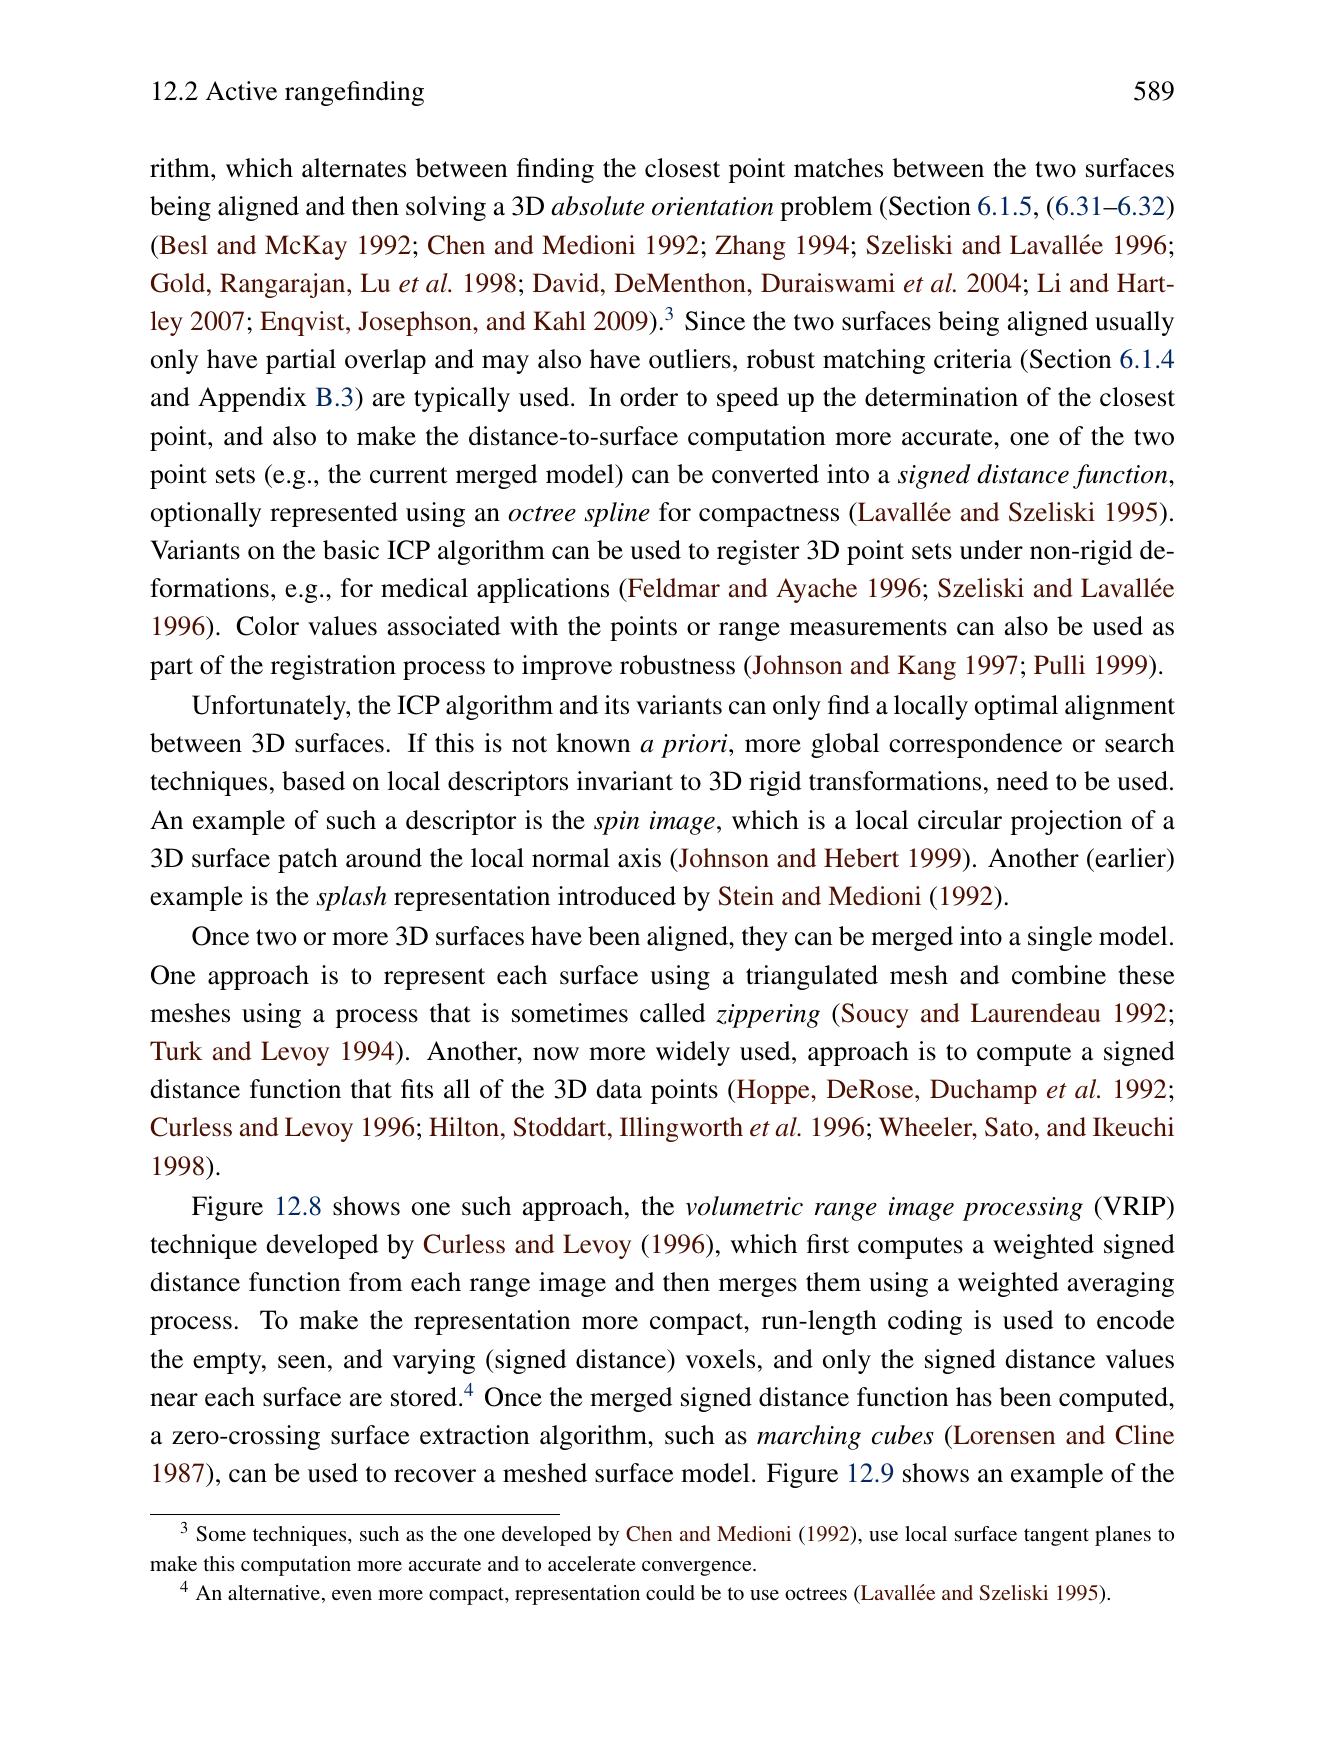 12.2 Active rangefinding 589
rithm, which alternates between finding the closest point matches between the two surfaces
being aligned and then solving a 3D absolute orientation problem (Section 6.1.5, (6.31–6.32)
(Besl and McKay 1992; Chen and Medioni 1992; Zhang 1994; Szeliski and Lavallée 1996;
Gold, Rangarajan, Lu et al. 1998; David, DeMenthon, Duraiswami et al. 2004; Li and Hart-
ley 2007; Enqvist, Josephson, and Kahl 2009).3 Since the two surfaces being aligned usually
only have partial overlap and may also have outliers, robust matching criteria (Section 6.1.4
and Appendix B.3) are typically used. In order to speed up the determination of the closest
point, and also to make the distance-to-surface computation more accurate, one of the two
point sets (e.g., the current merged model) can be converted into a signed distance function,
optionally represented using an octree spline for compactness (Lavallée and Szeliski 1995).
Variants on the basic ICP algorithm can be used to register 3D point sets under non-rigid de-
formations, e.g., for medical applications (Feldmar and Ayache 1996; Szeliski and Lavallée
1996). Color values associated with the points or range measurements can also be used as
part of the registration process to improve robustness (Johnson and Kang 1997; Pulli 1999).
Unfortunately, the ICP algorithm and its variants can only find a locally optimal alignment
between 3D surfaces. If this is not known a priori, more global correspondence or search
techniques, based on local descriptors invariant to 3D rigid transformations, need to be used.
An example of such a descriptor is the spin image, which is a local circular projection of a
3D surface patch around the local normal axis (Johnson and Hebert 1999). Another (earlier)
example is the splash representation introduced by Stein and Medioni (1992).
Once two or more 3D surfaces have been aligned, they can be merged into a single model.
One approach is to represent each surface using a triangulated mesh and combine these
meshes using a process that is sometimes called zippering (Soucy and Laurendeau 1992;
Turk and Levoy 1994). Another, now more widely used, approach is to compute a signed
distance function that fits all of the 3D data points (Hoppe, DeRose, Duchamp et al. 1992;
Curless and Levoy 1996; Hilton, Stoddart, Illingworth et al. 1996; Wheeler, Sato, and Ikeuchi
1998).
Figure 12.8 shows one such approach, the volumetric range image processing (VRIP)
technique developed by Curless and Levoy (1996), which first computes a weighted signed
distance function from each range image and then merges them using a weighted averaging
process. To make the representation more compact, run-length coding is used to encode
the empty, seen, and varying (signed distance) voxels, and only the signed distance values
near each surface are stored.4 Once the merged signed distance function has been computed,
a zero-crossing surface extraction algorithm, such as marching cubes (Lorensen and Cline
1987), can be used to recover a meshed surface model. Figure 12.9 shows an example of the
3 Some techniques, such as the one developed by Chen and Medioni (1992), use local surface tangent planes to
make this computation more accurate and to accelerate convergence.
4 An alternative, even more compact, representation could be to use octrees (Lavallée and Szeliski 1995).